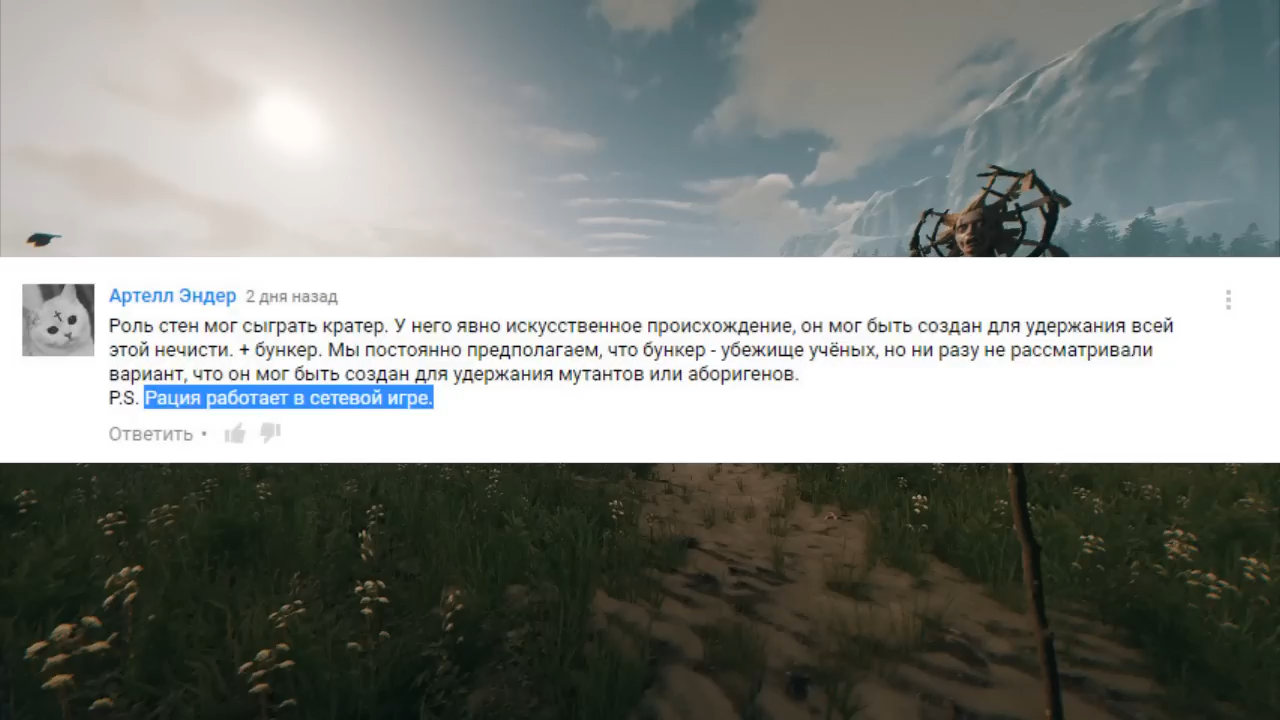 Артелл Эндер 2 дня назад
Роль стен мог сыграть кратер. У него явно искусственное происхождение, он мог быть создан для удержания всей
этой нечисти. + бункер. Мы постоянно предполагаем, что бункер - убежище учёных, но ни разу не рассматривали
вариант, что он мог быть создан для удержания мутантов или аборигенов.
P.S. Рация работает в сетевой игре.
Ответить •